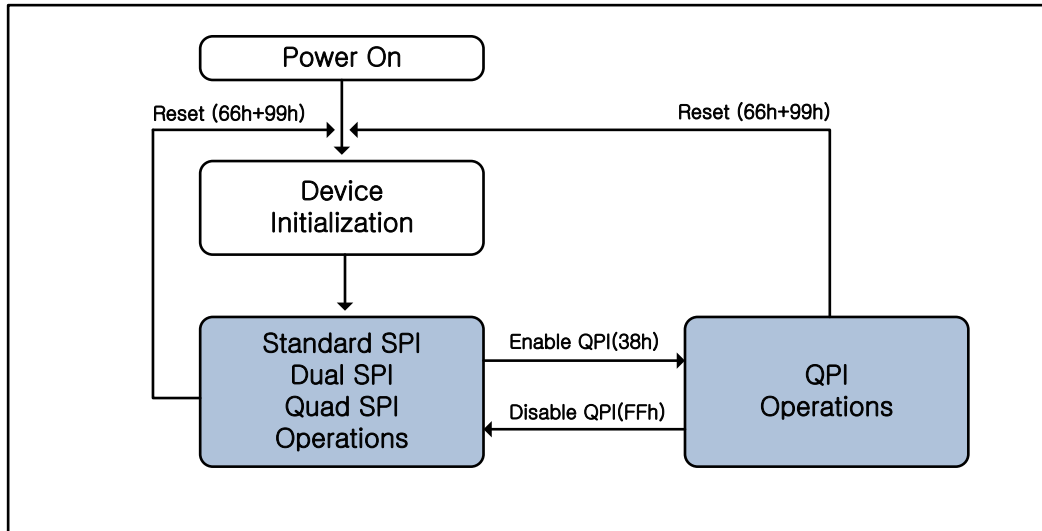 Power On
Reset (66h+99h)
Reset (66h+99h)
Device
Initialization
Standard SPI
Dual SPI
Quad SPI
Operations
Enable QPI(38h)
Disable QPI(FFh)
QPI
Operations